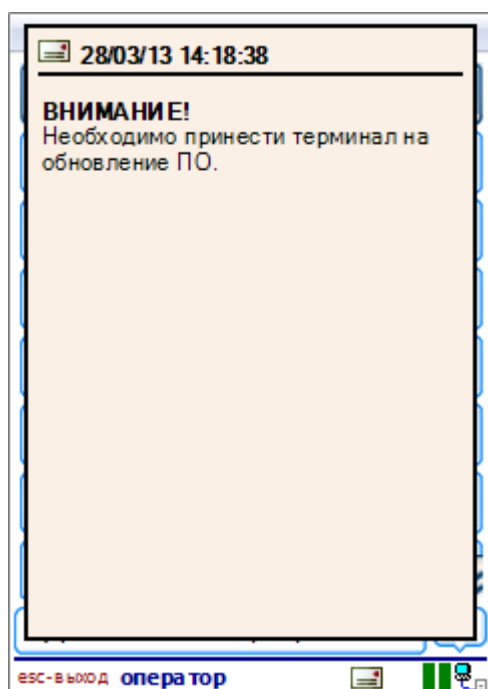 28/03/13 14:18:38
ВНИМАНИЕ!
Необходимо принести терминал на
обновление ПО.
esc-выход оператор